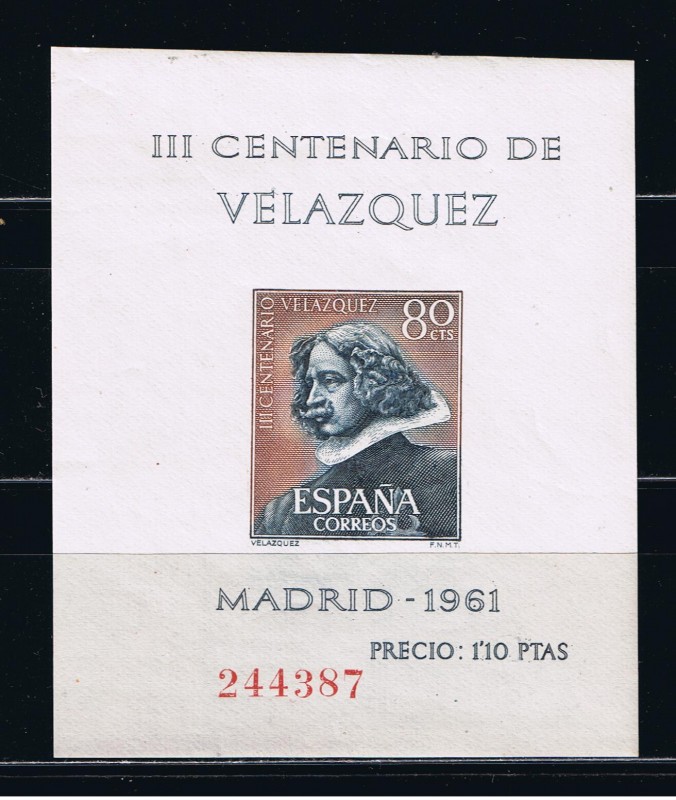 III CENTENARIO DE
VELAZQUEZ
III CENTENARIO VELAZQUEZ
80
CTS
ESPAÑA
CORREOS
VELAZQUEZ F.N.M.T.
MADRID - 1961
PRECIO: 1'10 PTAS
244387